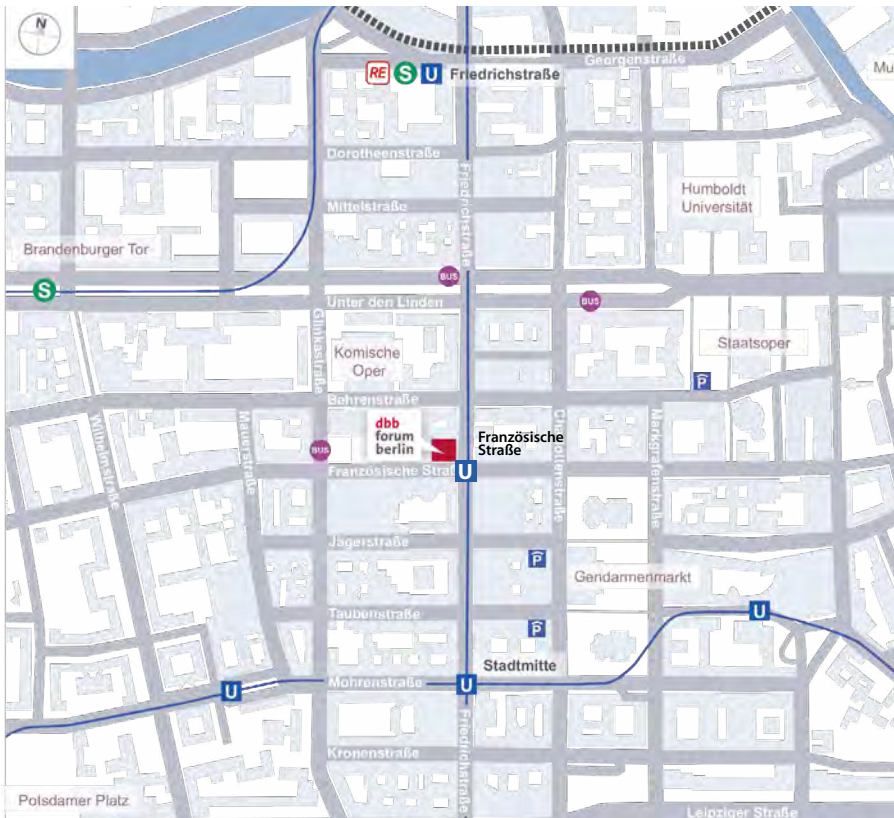 N
Georgenstraße
Mu
RE S U Friedrichstraße
Dorotheenstraße
Friedrichstraße
Mittelstraße
Humboldt
Universität
Brandenburger Tor
BUS
S
BUS
Unter den Linden
Glinkastraße
Komische
Oper
Staatsoper
P
Behrenstraße
Wilhelmstraße
Mauerstraße
dbb
forum
berlin
Französische
Straße
Charlottenstraße
Markgrafenstraße
BUS
Französische Straß
U
Jägerstraße
P
Gendarmenmarkt
Taubenstraße
U
P
Stadtmitte
U
Mohrenstraße
U
Friedrichstraße
Kronenstraße
Potsdamer Platz
Leipziger Straße